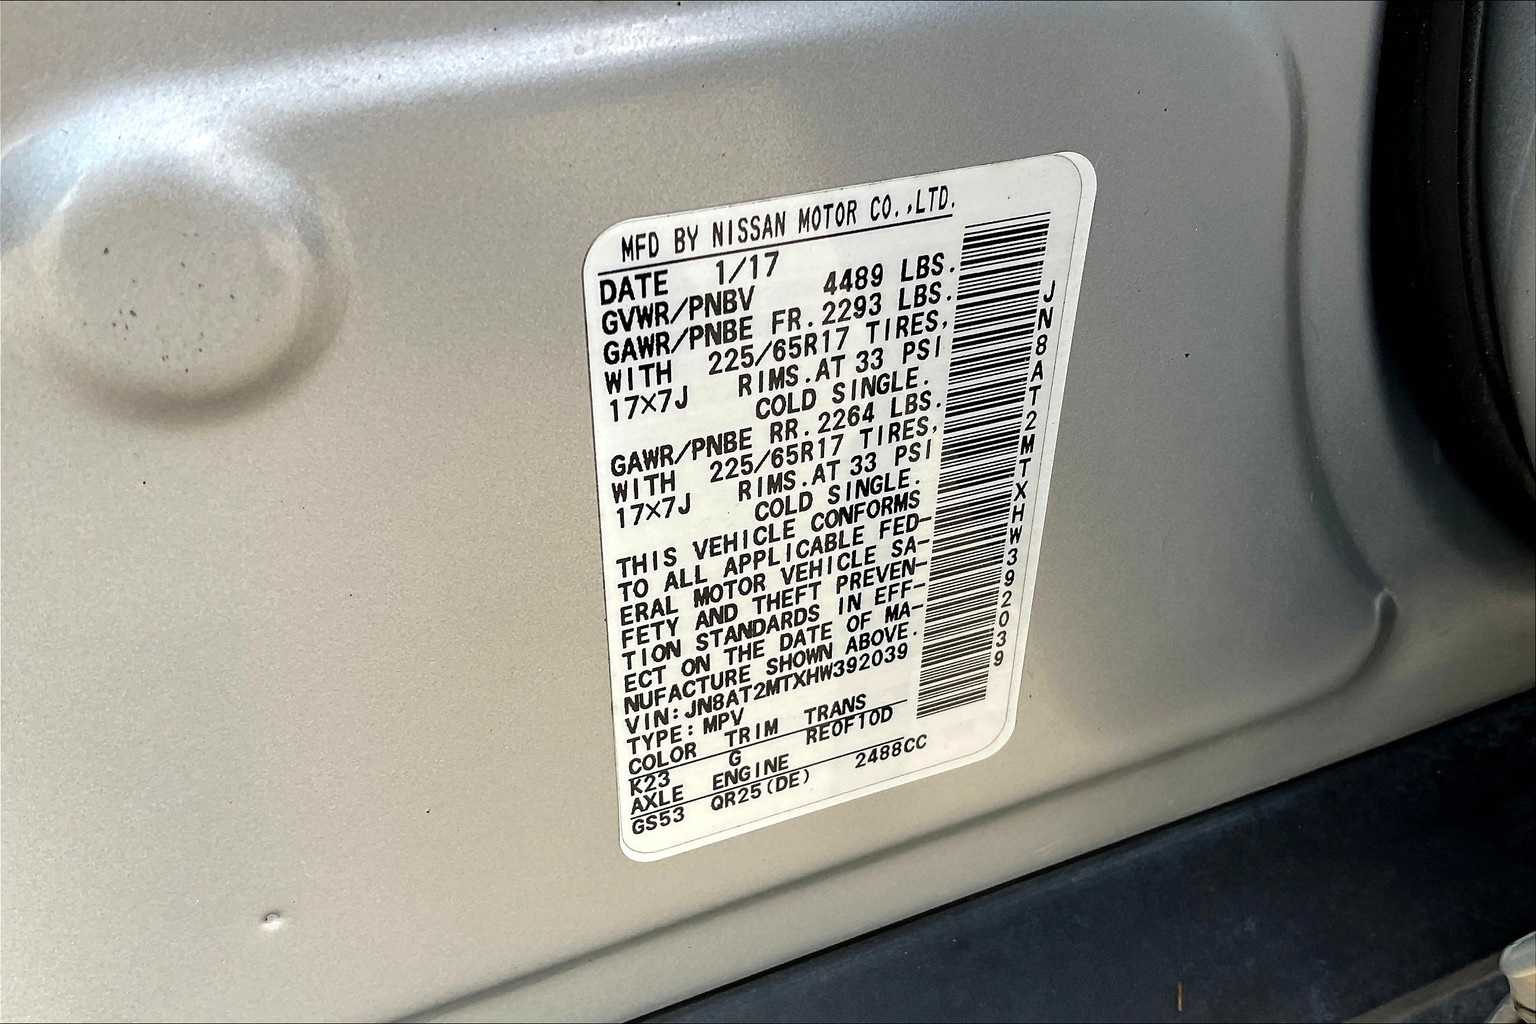 MFD BY NISSAN MOTOR CO.,LTD.
DATE 1/17
GVWR/PNBV 4489 LBS.
GAWR/PNBE FR. 2293 LBS.
WITH 225/65R17 TIRES,
17×7J RIMS.AT 33 PSI
COLD SINGLE.
GAWR/PNBE RR. 2264 LBS.
WITH 225/65R17 TIRES,
17×7J RIMS.AT 33 PSI
COLD SINGLE.
THIS VEHICLE CONFORMS
TO ALL APPLICABLE FED-
ERAL MOTOR VEHICLE SA-
FETY AND THEFT PREVEN-
TION STANDARDS IN EFF-
ECT ON THE DATE OF MA-
NUFACTURE SHOWN ABOVE.
VIN:JN8AT2MTXHW392039
TYPE:MPV
COLOR TRIM TRANS
K23 G RE0F10D
AXLE ENGINE
GS53 QR25(DE) 2488CC
JN8AT2MTXHW392039